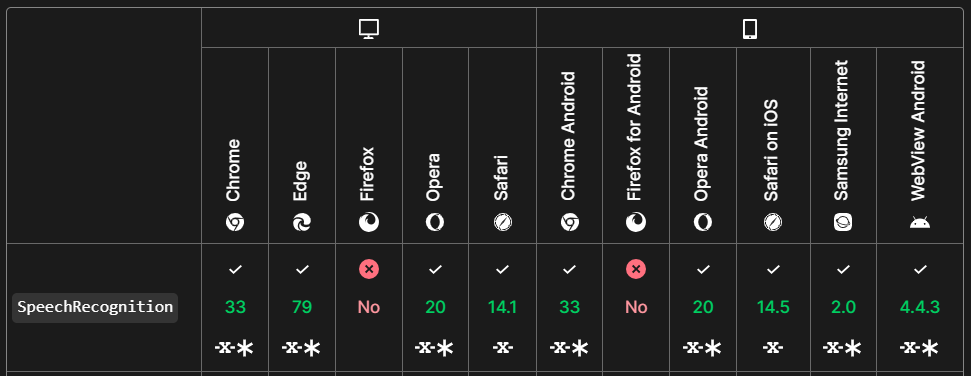 Chrome
Edge
Firefox
Opera
Safari
Chrome Android
Firefox for Android
Opera Android
Safari on iOS
Samsung Internet
WebView Android
SpeechRecognition
33
79
No
20
14.1
33
No
20
14.5
2.0
4.4.3
-x-* -x-* -x-* -x- -x-* -x-* -x- -x-* -x-*